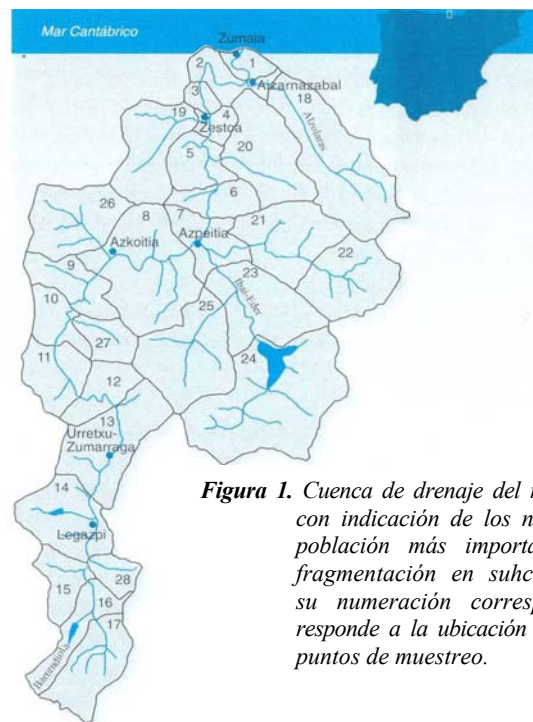 Mar Cantábrico
Zumaia
1
2
Aizarnazabal
18
3
Alzolaras
19
4
Zestoa
20
5
6
26
8
7
21
Azkoitia
Azpeitia
22
9
23
10
25
Ibai-Eder
27
11
24
12
13
Urretxu-
Zumarraga
14
Legazpi
15
28
16
17
Barrendiola
Figura 1. Cuenca de drenaje del
con indicación de los
población más
fragmentación en
su numeración
responde a la ubicación
puntos de muestreo.